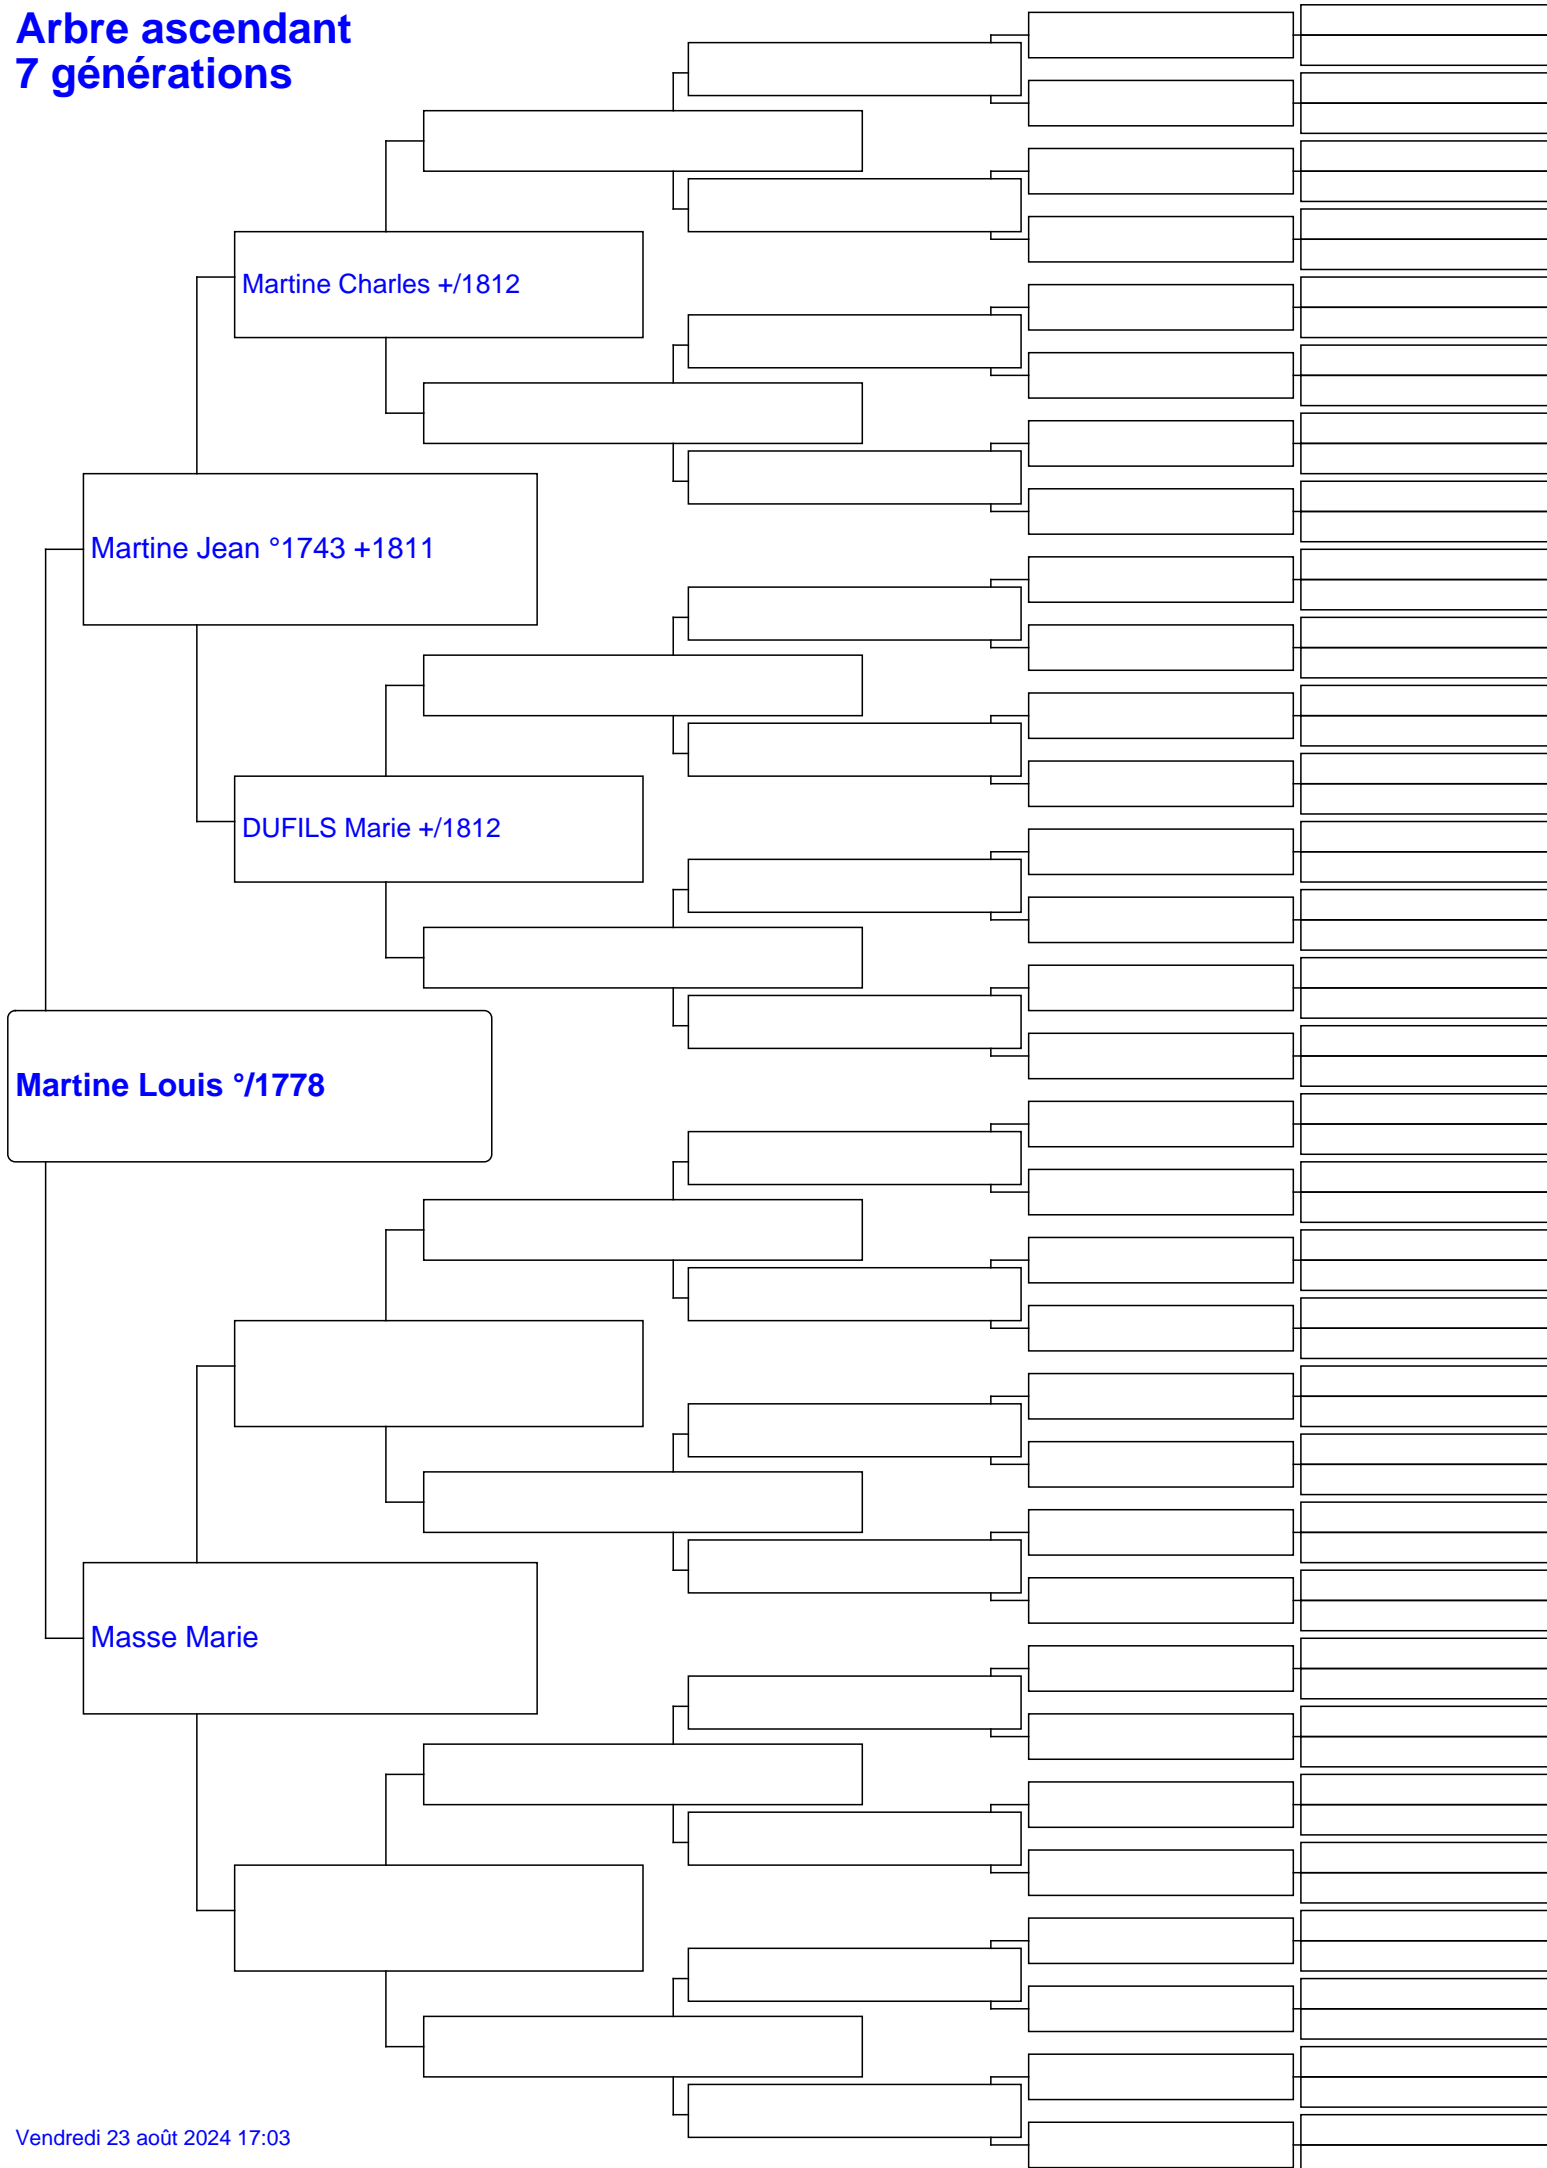 Arbre ascendant
7 générations
Martine Charles +/1812
Martine Jean °1743 +1811
DUFILS Marie +/1812
Martine Louis °/1778
Masse Marie
Vendredi 23 août 2024 17:03